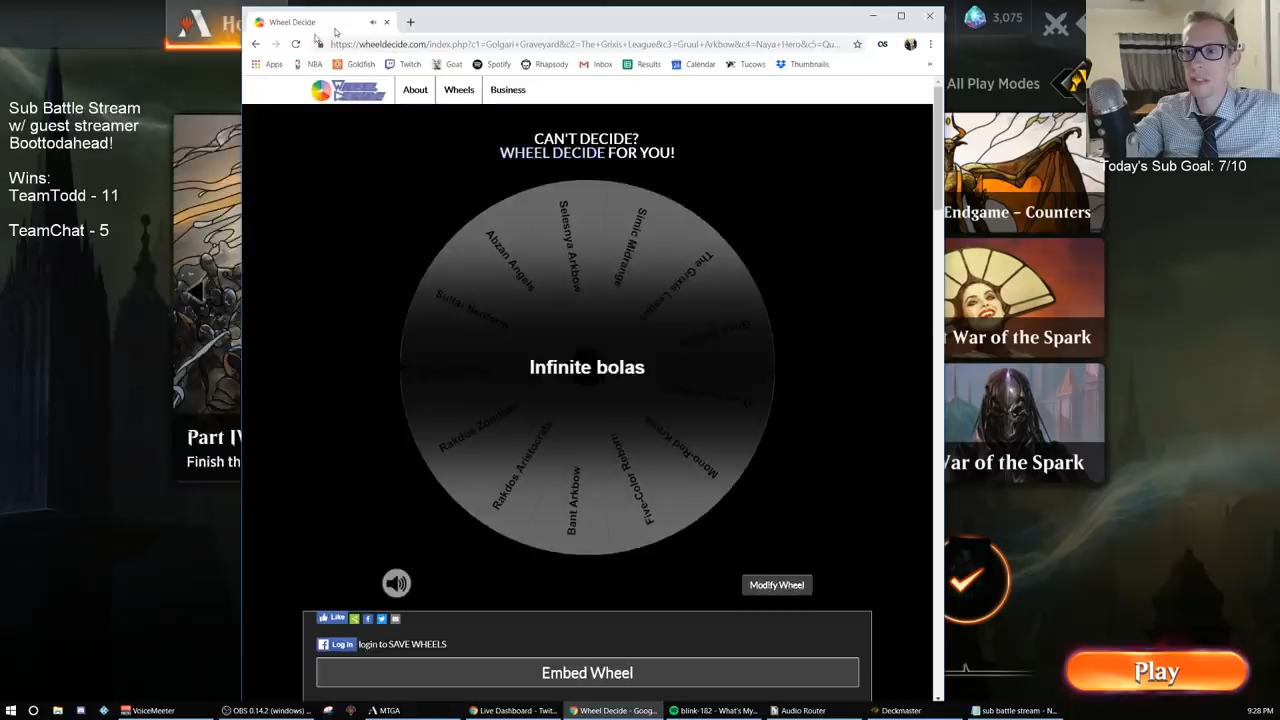 Wheel Decide
3,075
https://wheeldecide.com/index.php?c1=Golgari+Graveyard&c2=The+Grixis+League&c3=Gruul+Arkbow&c4=Naya+Hero&c5=Qu...
OS
Apps NBA Goldfish Twitch Goat Spotify Rhapsody Inbox Results Calendar Tucows Thumbnails
About Wheels Business
All Play Modes
Sub Battle Stream
w/ guest streamer
Boottodahead!
Wins:
TeamTodd - 11
TeamChat - 5
CAN'T DECIDE?
WHEEL DECIDE FOR YOU!
Today's Sub Goal: 7/10
Endgame – Counters
War of the Spark
War of the Spark
Selesnya Arkbow
Simic Midrange
Abzan Angels
The Grixis League
Sultai Neoform
Infinite bolas
Rakdos Zombies
Rakdos Aristocrats
Bant Arkbow
Five-Color Reborn
Mono-Red Krasis
Part IV
Finish th
Modify Wheel
Like
Log In login to SAVE WHEELS
Embed Wheel
Play
VoiceMeeter OBS 0.14.2 (windows) ... MTGA Live Dashboard - Twit... Wheel Decide - Goog... blink-182 - What's My... Audio Router Deckmaster sub battle stream - N... 9:28 PM